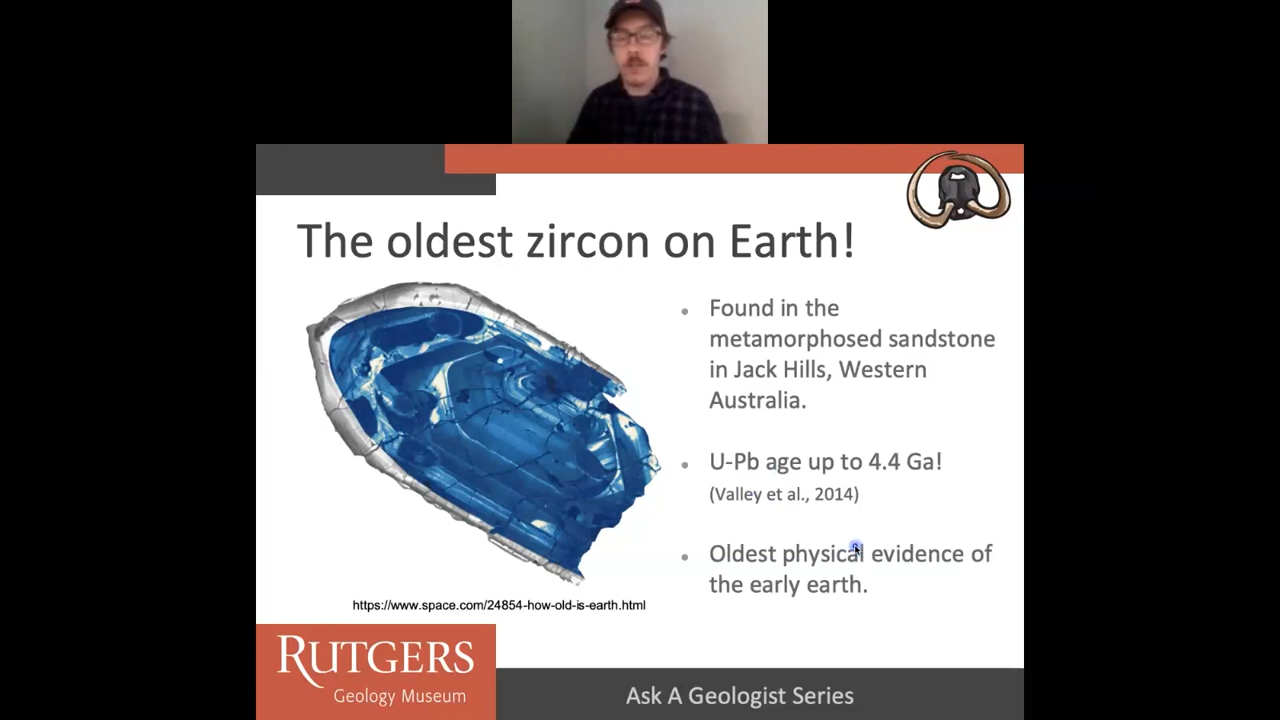 The oldest zircon on Earth!
Found in the
metamorphosed sandstone
in Jack Hills, Western
Australia.
U-Pb age up to 4.4 Ga!
(Valley et al., 2014)
Oldest physical evidence of
the early earth.
https://www.space.com/24854-how-old-is-earth.html
RUTGERS
Geology Museum
Ask A Geologist Series